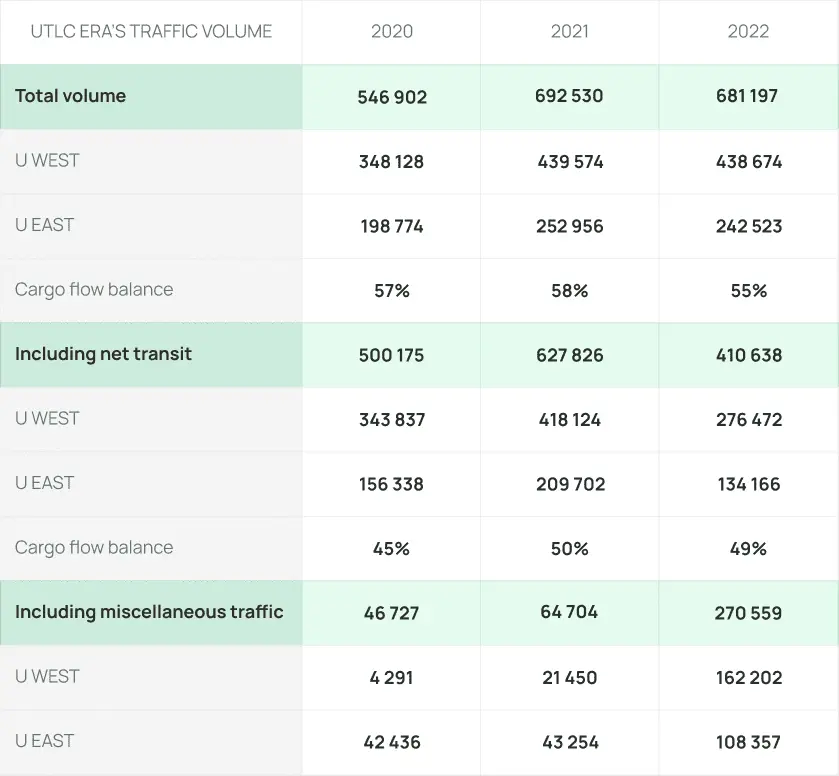 UTLC ERA'S TRAFFIC VOLUME 2020 2021 2022
Total volume 546 902 692 530 681 197
U WEST 348 128 439 574 438 674
U EAST 198 774 252 956 242 523
Cargo flow balance 57% 58% 55%
Including net transit 500 175 627 826 410 638
U WEST 343 837 418 124 276 472
U EAST 156 338 209 702 134 166
Cargo flow balance 45% 50% 49%
Including miscellaneous traffic 46 727 64 704 270 559
U WEST 4 291 21 450 162 202
U EAST 42 436 43 254 108 357